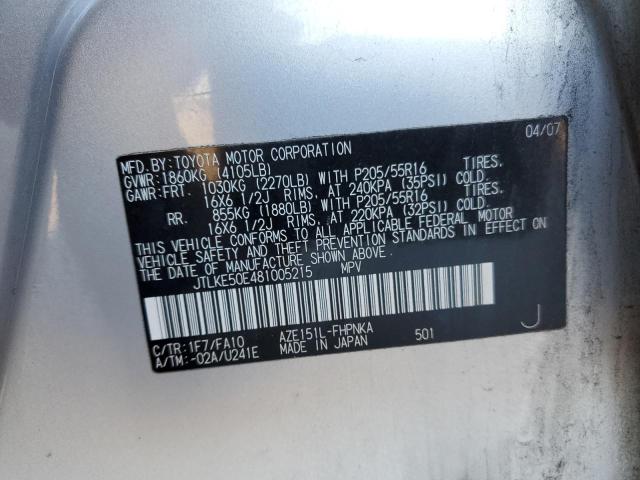 04/07
MFD. BY: TOYOTA MOTOR CORPORATION
GVWR: 1860KG (4105LB)
GAWR: FRT. 1030KG (2270LB) WITH P205/55R16 TIRES.
16X6 1/2J RIMS, AT 240KPA (35PSI) COLD.
RR. 855KG (1880LB) WITH P205/55R16 TIRES.
16X6 1/2J RIMS, AT 220KPA (32PSI) COLD.
THIS VEHICLE CONFORMS TO ALL APPLICABLE FEDERAL MOTOR
VEHICLE SAFETY AND THEFT PREVENTION STANDARDS IN EFFECT ON
THE DATE OF MANUFACTURE SHOWN ABOVE.
JTLKE50E481005215 MPV
C/TR: 1F7/FA10 AZE151L-FHPNKA 501 J
A/TM: -02A/U241E MADE IN JAPAN